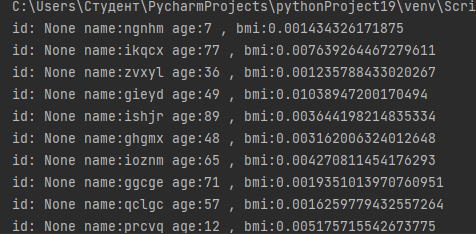 C:\Users\Студент\PycharmProjects\pythonProject19\venv\Scri
id: None name:ngnhm age:7 , bmi:0.001434326171875
id: None name:ikqcx age:77 , bmi:0.007639264467279611
id: None name:zvxyl age:36 , bmi:0.001235788433020267
id: None name:gieyd age:49 , bmi:0.01038947200170494
id: None name:ishjr age:89 , bmi:0.003644198214835334
id: None name:ghgmx age:48 , bmi:0.003162006324012648
id: None name:ioznm age:65 , bmi:0.004270811454176293
id: None name:ggcge age:71 , bmi:0.0019351013970760951
id: None name:qclgc age:57 , bmi:0.0016259779432557264
id: None name:prcvq age:12 , bmi:0.005175715542673775